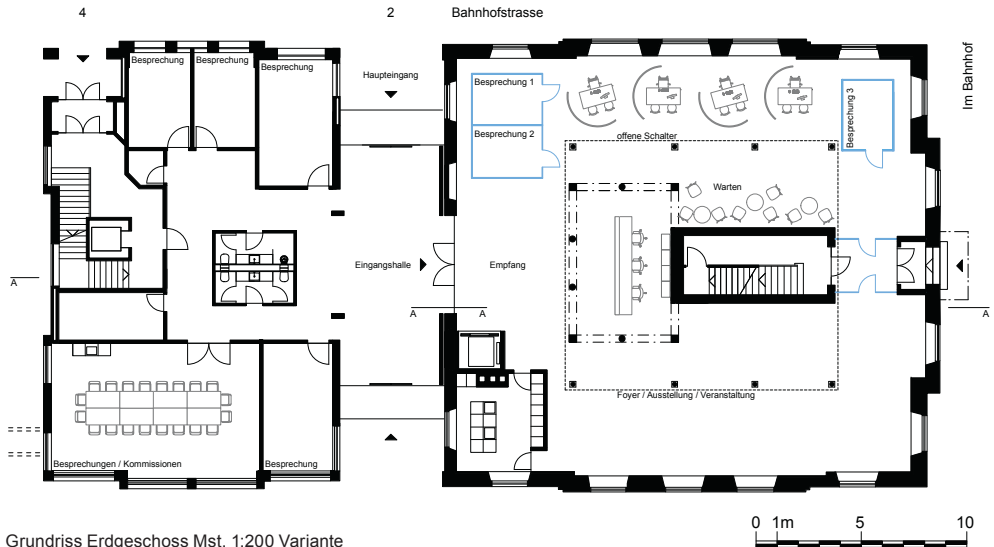 4
2
Bahnhofstrasse
Im Bahnhof
Besprechung
Besprechung
Besprechung
Haupteingang
Besprechung 1
Besprechung 2
Besprechung 3
offene Schalter
Warten
Eingangshalle
Empfang
A
A
A
A
Foyer / Ausstellung / Veranstaltung
Besprechungen / Kommissionen
Besprechung
0 1m 5 10
Grundriss Erdgeschoss Mst. 1:200 Variante